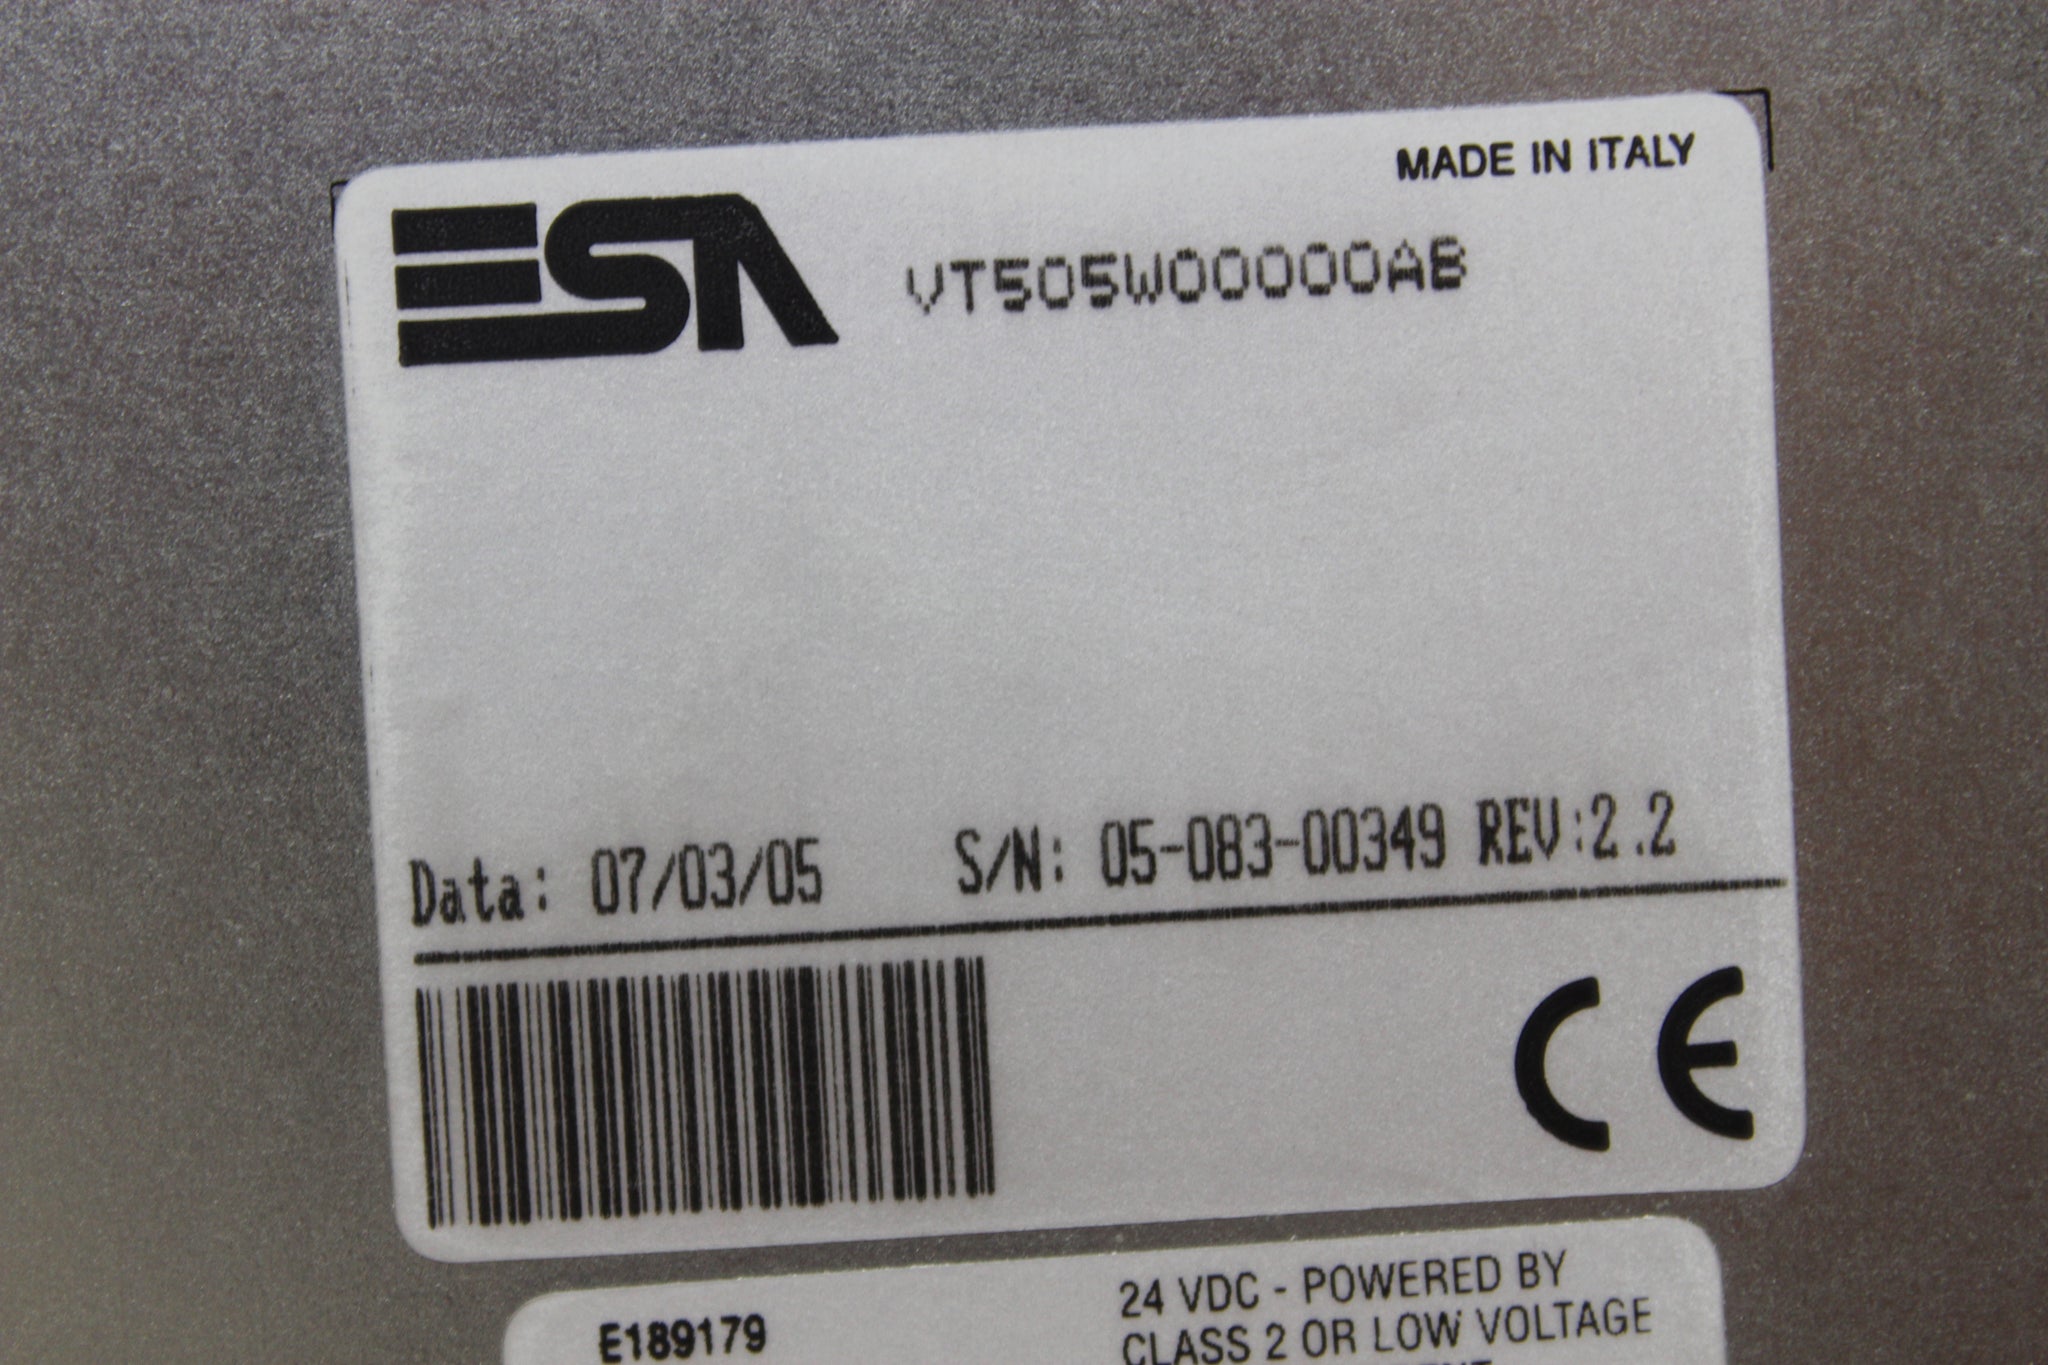 MADE IN ITALY
ESA
VT505W00000AB
Data: 07/03/05 S/N: 05-083-00349 REV:2.2
CE
E189179
24 VDC - POWERED BY
CLASS 2 OR LOW VOLTAGE